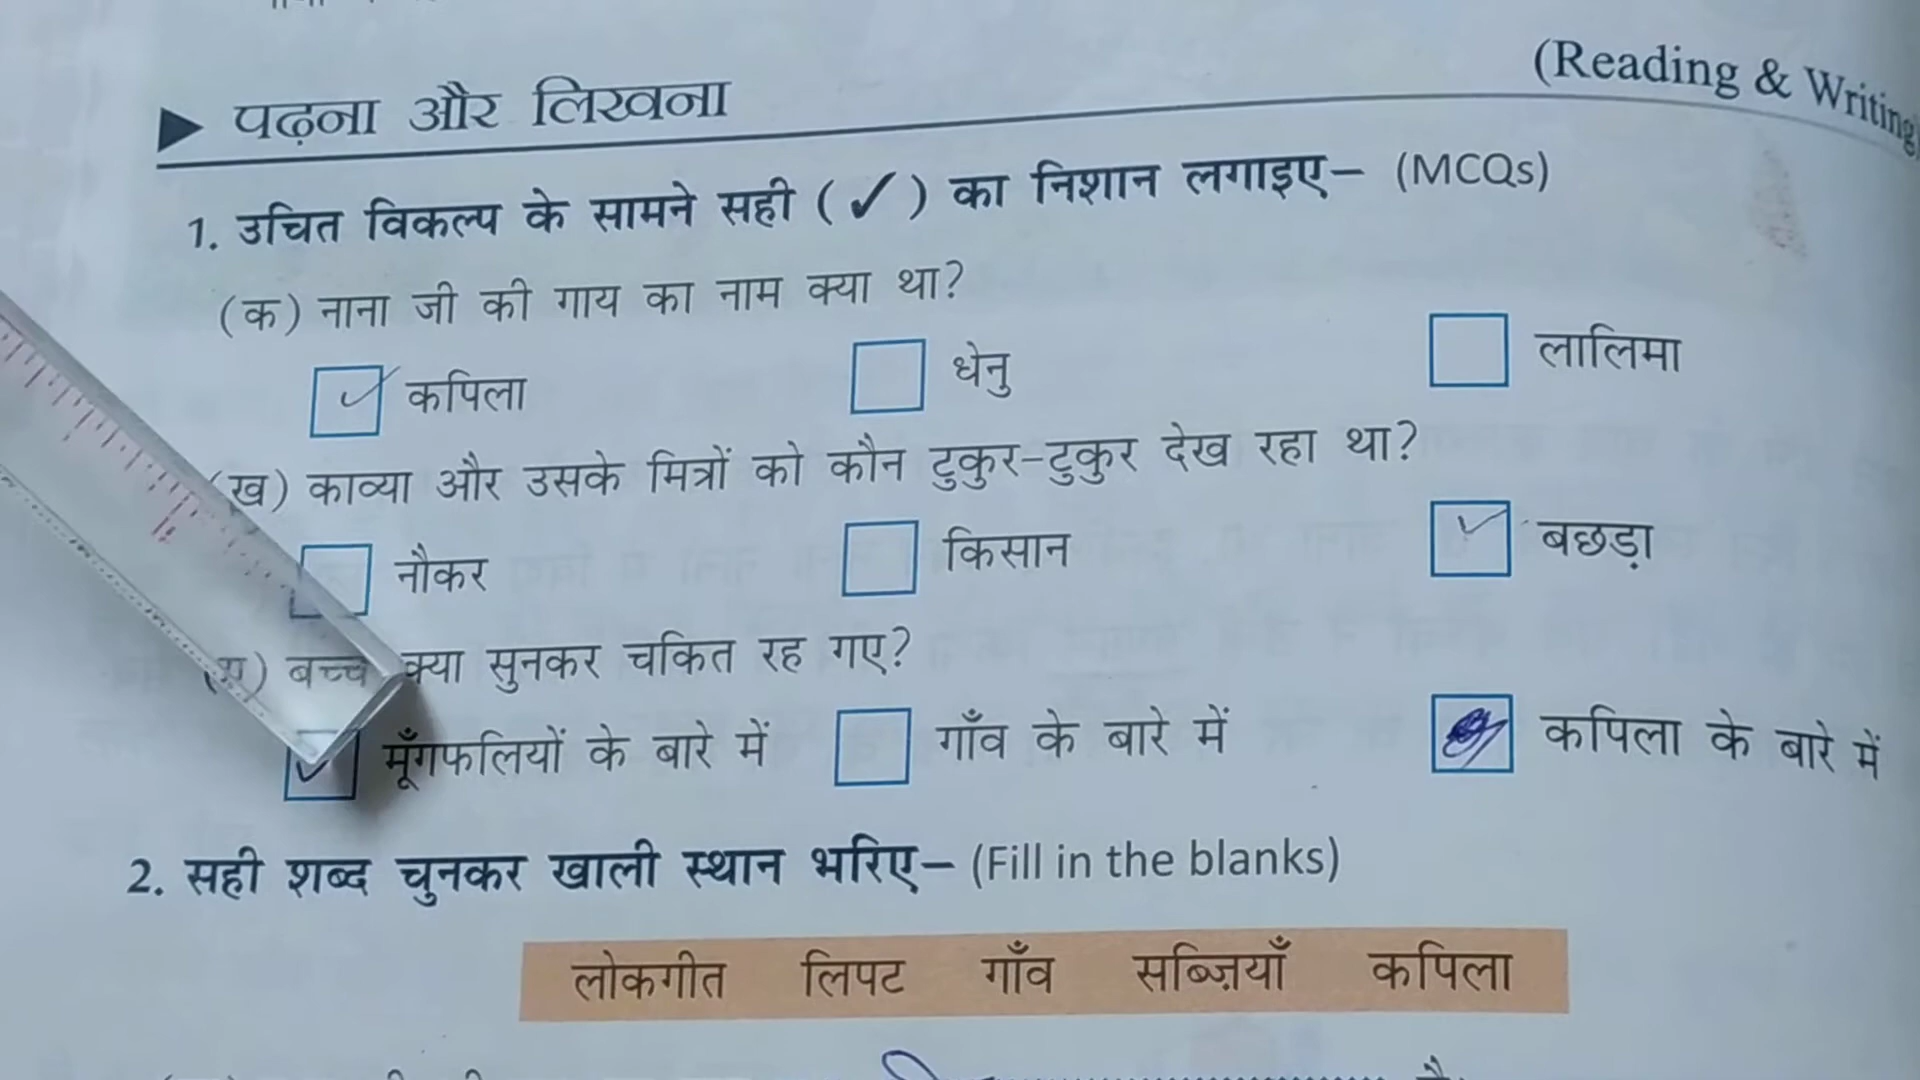 पढ़ना और लिखना (Reading & Writing)
1. उचित विकल्प के सामने सही (✓) का निशान लगाइए– (MCQs)
(क) नाना जी की गाय का नाम क्या था?
कपिला धेनु लालिमा
(ख) काव्या और उसके मित्रों को कौन टुकुर-टुकुर देख रहा था?
नौकर किसान बछड़ा
(ग) बच्चे क्या सुनकर चकित रह गए?
मूँगफलियों के बारे में गाँव के बारे में कपिला के बारे में
2. सही शब्द चुनकर खाली स्थान भरिए– (Fill in the blanks)
लोकगीत लिपट गाँव सब्ज़ियाँ कपिला